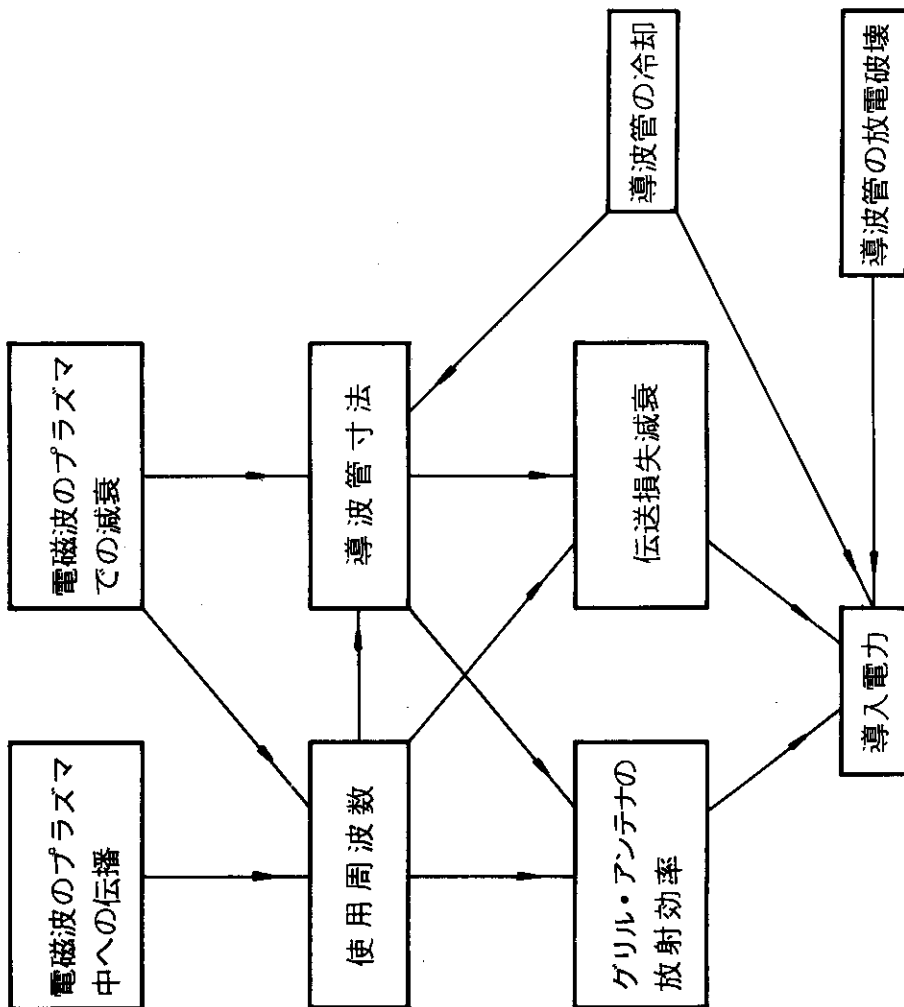 電磁波のプラズマ
中への伝播
電磁波のプラズマ
での減衰
使用周波数
導波管寸法
導波管の冷却
グリル・アンテナの
放射効率
伝送損失減衰
導入電力
導波管の放電破壊